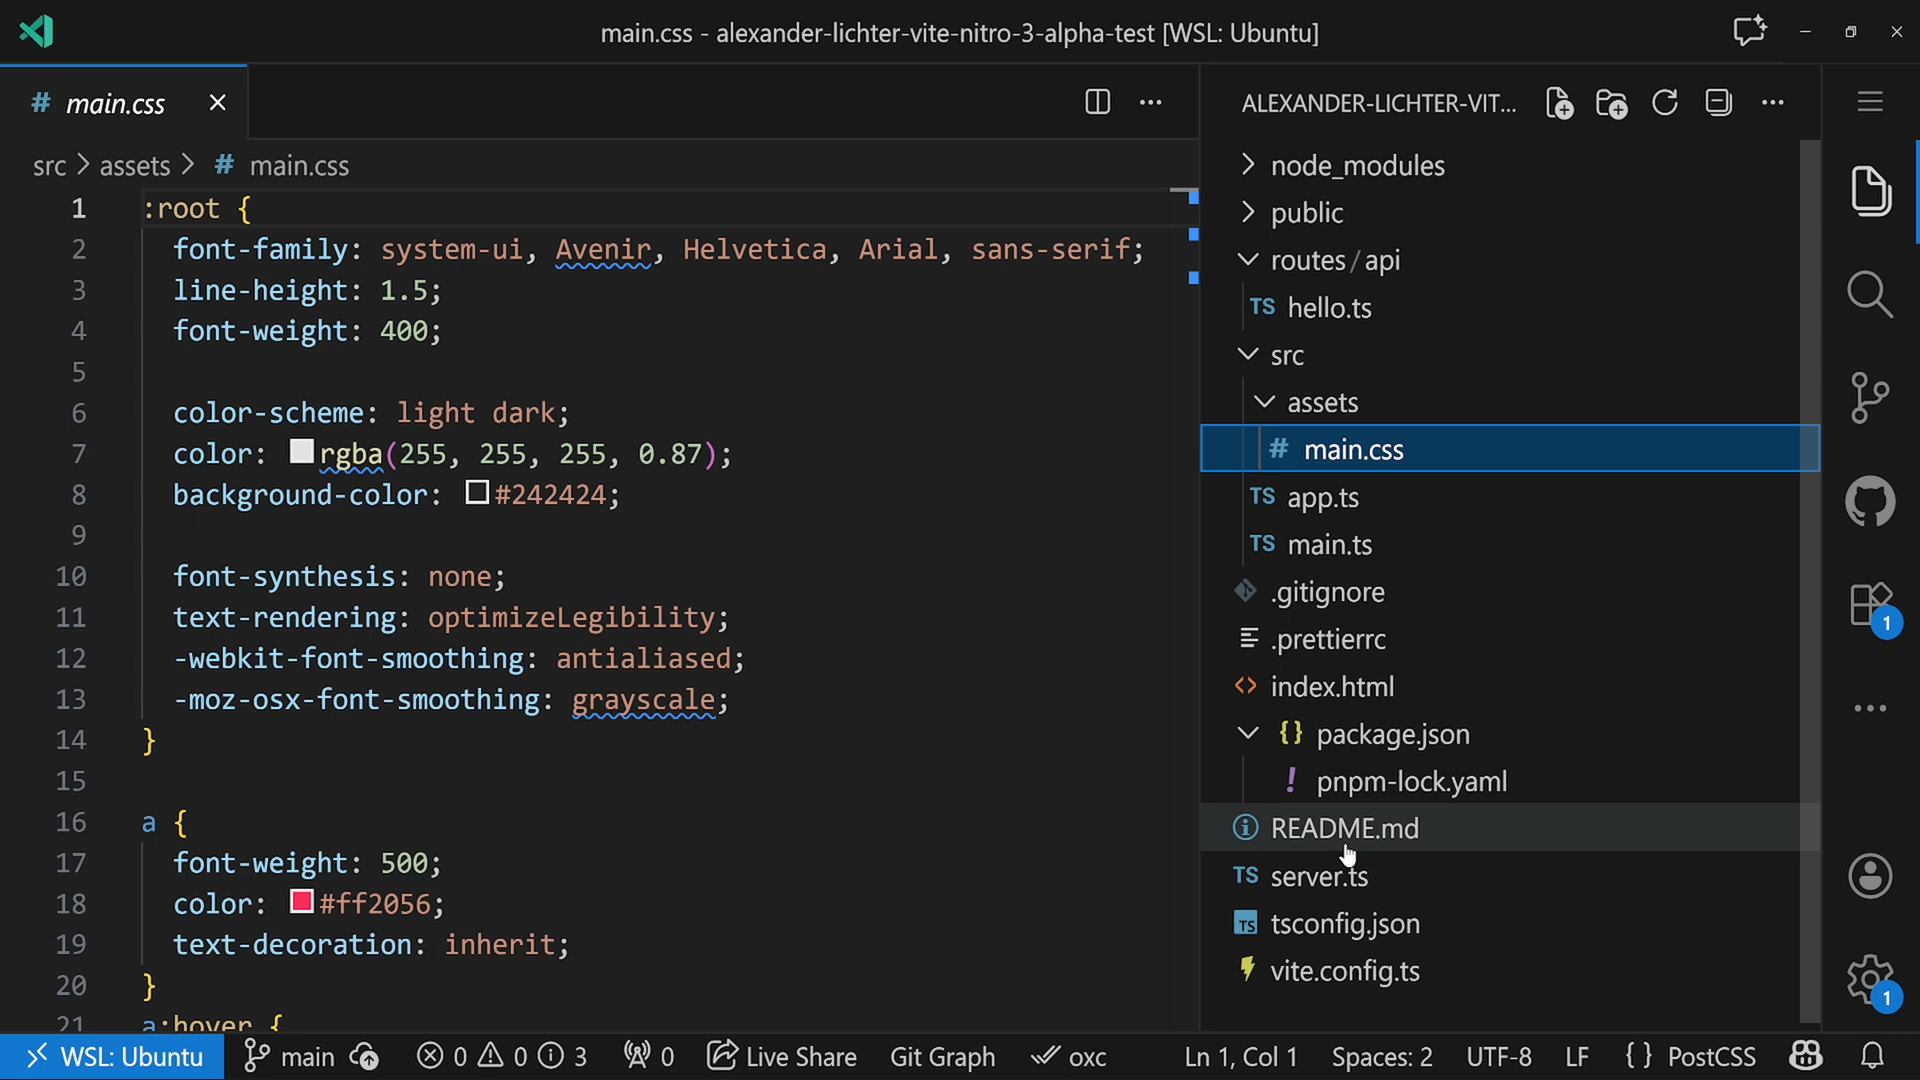 main.css - alexander-lichter-vite-nitro-3-alpha-test [WSL: Ubuntu]
# main.css
src > assets > # main.css
1 :root {
2 font-family: system-ui, Avenir, Helvetica, Arial, sans-serif;
3 line-height: 1.5;
4 font-weight: 400;
5
6 color-scheme: light dark;
7 color: rgba(255, 255, 255, 0.87);
8 background-color: #242424;
9
10 font-synthesis: none;
11 text-rendering: optimizeLegibility;
12 -webkit-font-smoothing: antialiased;
13 -moz-osx-font-smoothing: grayscale;
14 }
15
16 a {
17 font-weight: 500;
18 color: #ff2056;
19 text-decoration: inherit;
20 }
21 a:hover {
ALEXANDER-LICHTER-VIT...
node_modules
public
routes/api
TS hello.ts
src
assets
# main.css
TS app.ts
TS main.ts
.gitignore
.prettierrc
<> index.html
{} package.json
! pnpm-lock.yaml
README.md
TS server.ts
TS tsconfig.json
vite.config.ts
1
1
WSL: Ubuntu main 0 0 3 0 Live Share Git Graph oxc Ln 1, Col 1 Spaces: 2 UTF-8 LF {} PostCSS